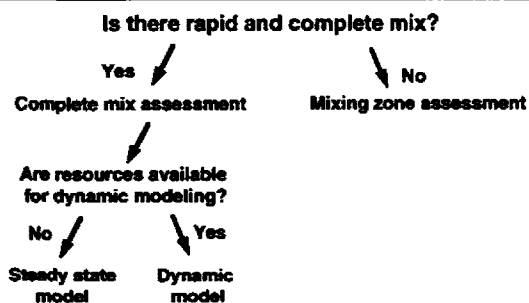 Is there rapid and complete mix?
Yes
No
Complete mix assessment
Mixing zone assessment
Are resources available
for dynamic modeling?
No
Yes
Steady state
model
Dynamic
model